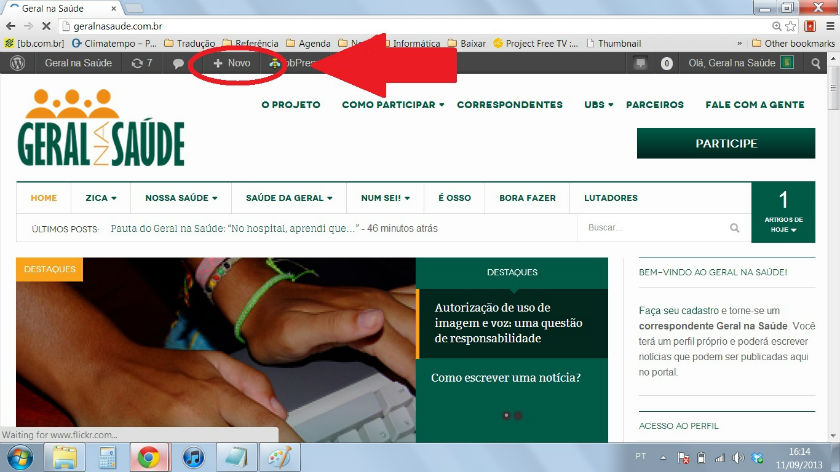 Geral na Saúde
geralnasaude.com.br
[bb.com.br]
Climatempo – P...
Tradução
Referência
Agenda
Informática
Baixar
Project Free TV :...
Thumbnail
»
Other bookmarks
Geral na Saúde
7
+ Novo
0
Olá, Geral na Saúde
GERAL NA SAÚDE
O PROJETO
COMO PARTICIPAR
CORRESPONDENTES
UBS
PARCEIROS
FALE COM A GENTE
PARTICIPE
HOME
ZICA
NOSSA SAÚDE
SAÚDE DA GERAL
NUM SEI!
É OSSO
BORA FAZER
LUTADORES
1
ARTIGOS DE
HOJE
ÚLTIMOS POSTS:
Pauta do Geral na Saúde: “No hospital, aprendi que…” - 46 minutos atrás
Buscar...
DESTAQUES
DESTAQUES
Autorização de uso de
imagem e voz: uma questão
de responsabilidade
Como escrever uma notícia?
BEM-VINDO AO GERAL NA SAÚDE!
Faça seu cadastro e torne-se um
correspondente Geral na Saúde. Você
terá um perfil próprio e poderá escrever
notícias que podem ser publicadas aqui
no portal.
ACESSO AO PERFIL
Waiting for www.flickr.com...
PT
16:14
11/09/2013